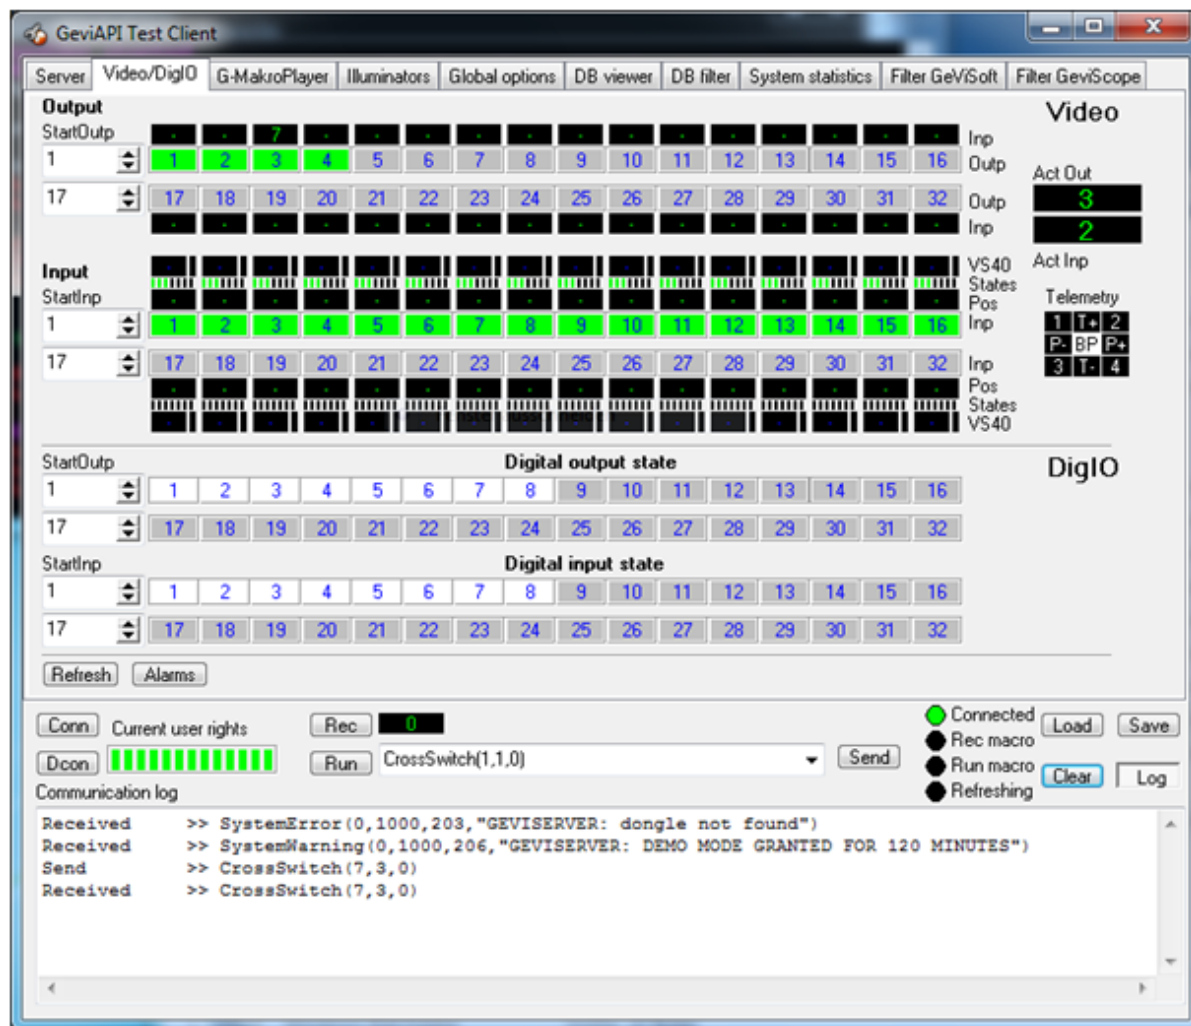 GeviAPI Test Client
Server Video/DigIO G-MakroPlayer Illuminators Global options DB viewer DB filter System statistics Filter GeViSoft Filter GeviScope
Output
Video
StartOutp
7 Inp
1 1 2 3 4 5 6 7 8 9 10 11 12 13 14 15 16 Outp
Act Out
3
17 17 18 19 20 21 22 23 24 25 26 27 28 29 30 31 32 Outp
Inp
2
Act Inp
Input
VS40
States
StartInp
Pos
1 1 2 3 4 5 6 7 8 9 10 11 12 13 14 15 16 Inp
17 17 18 19 20 21 22 23 24 25 26 27 28 29 30 31 32 Inp
Pos
States
VS40
Telemetry
1 T+ 2
P- BP P+
3 T- 4
StartOutp Digital output state DigIO
1 1 2 3 4 5 6 7 8 9 10 11 12 13 14 15 16
17 17 18 19 20 21 22 23 24 25 26 27 28 29 30 31 32
StartInp Digital input state
1 1 2 3 4 5 6 7 8 9 10 11 12 13 14 15 16
17 17 18 19 20 21 22 23 24 25 26 27 28 29 30 31 32
Refresh Alarms
Conn Current user rights Rec 0
Dcon Run CrossSwitch(1,1,0) Send
Connected
Rec macro
Run macro
Refreshing
Load Save
Clear Log
Communication log
Received >> SystemError(0,1000,203,"GEVISERVER: dongle not found")
Received >> SystemWarning(0,1000,206,"GEVISERVER: DEMO MODE GRANTED FOR 120 MINUTES")
Send >> CrossSwitch(7,3,0)
Received >> CrossSwitch(7,3,0)